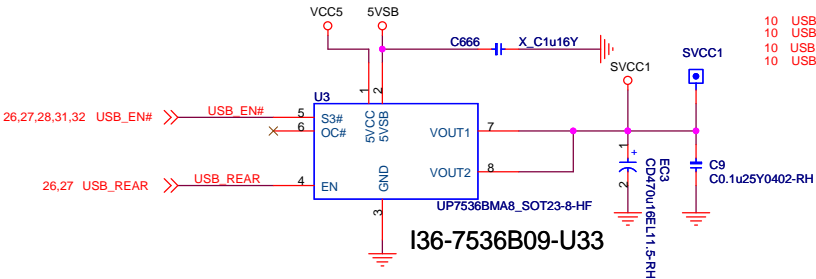 VCC5
5VSB
10 USB
10 USB
10 USB
10 USB
C666
X_C1u16Y
SVCC1
SVCC1
U3
1
2
26,27,28,31,32 USB_EN#
USB_EN#
5
S3#
6
OC#
5VCC
5VSB
VOUT1
7
VOUT2
8
26,27 USB_REAR
USB_REAR
4
EN
GND
3
UP7536BMA8_SOT23-8-HF
I36-7536B09-U33
1
+
2
EC3
CD470u16EL11.5-RH
C9
C0.1u25Y0402-RH